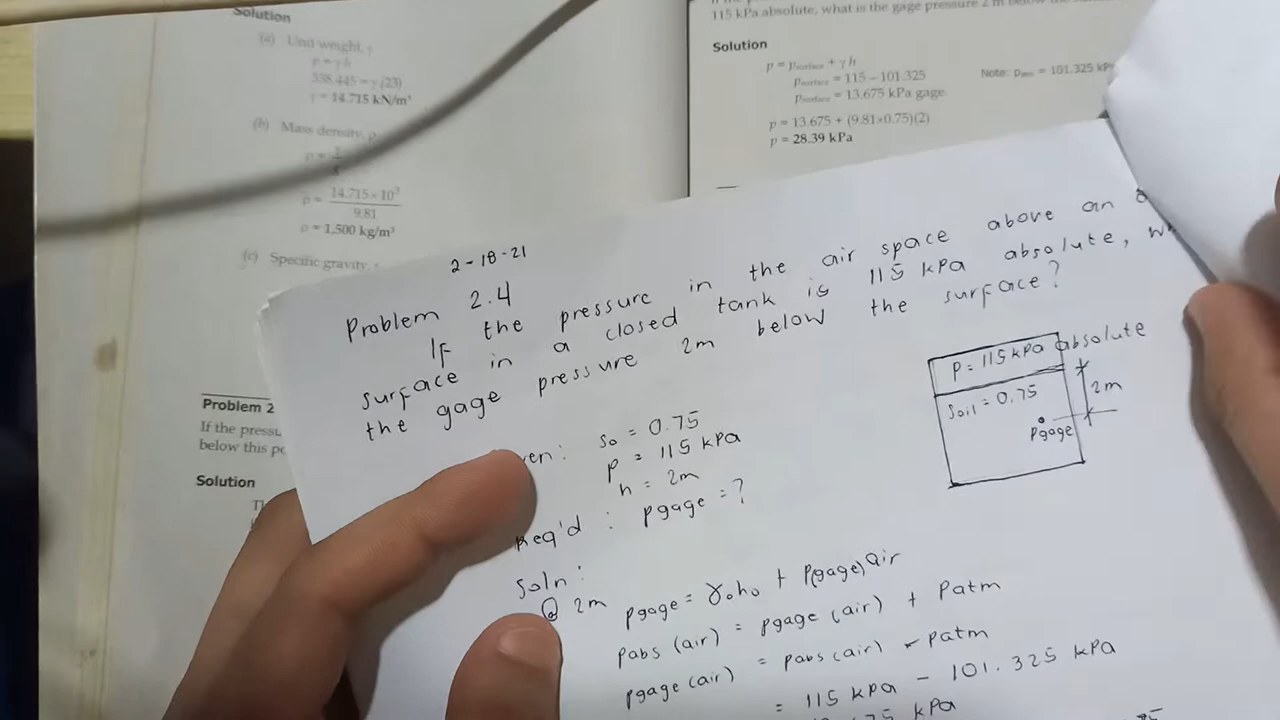 Solution
(a) Unit weight, γ
p = γ h
338.445 = γ (23)
γ = 14.715 kN/m³
(b) Mass density,
ρ =
ρ = 14.715 × 10³ / 9.81
ρ = 1,500 kg/m³
(c) Specific gravity,
Problem 2
If the pressu
below this po
Solution
115 kPa absolute, what is the gage pressure 2 m below the
Solution
p = psurface + γ h
psurface = 115 – 101.325
Note: patm = 101.325 kP
psurface = 13.675 kPa gage
p = 13.675 + (9.81×0.75)(2)
p = 28.39 kPa
2-18-21
Problem 2.4
If the pressure in the air space above an
surface in a closed tank is 115 kPa absolute,
the gage pressure 2m below the surface?
P = 115 kPa absolute
Soil = 0.75
2m
Pgage
en: so = 0.75
P = 115 kPa
h = 2m
Req'd : pgage = ?
Soln:
@ 2m pgage = γoho + P(gage)air
Pabs (air) = pgage (air) + Patm
pgage (air) = pabs (air) - patm
= 115 kPa - 101.325 kPa
kPa